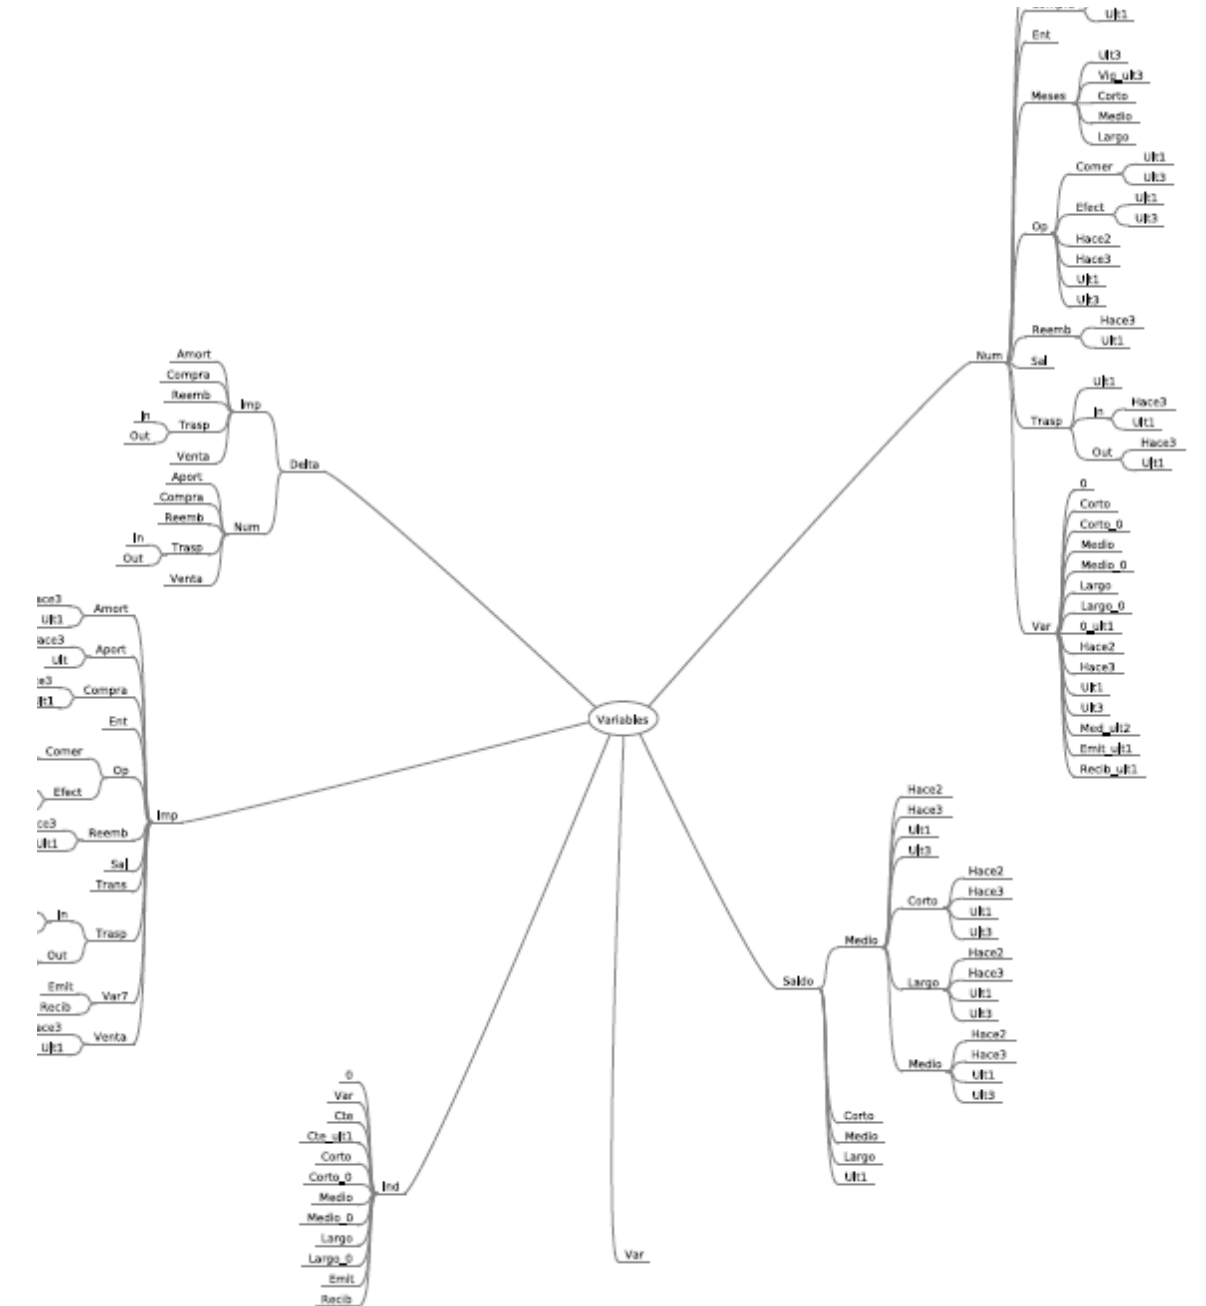 Ult1
Ent
Meses
Ult3
Vig_ult3
Corto
Medio
Largo
Op
Comer
Ult1
Ult3
Efect
Ult1
Ult3
Hace2
Hace3
Ult1
Ult3
Num
Reemb
Hace3
Ult1
Sal
Trasp
Ult1
In
Hace3
Ult1
Out
Hace3
Ult1
Var
0
Corto
Corto_0
Medio
Medio_0
Largo
Largo_0
0_ult1
Hace2
Hace3
Ult1
Ult3
Med_ult2
Emit_ult1
Recib_ult1
Delta
Imp
Amort
Compra
Reemb
Trasp
In
Out
Venta
Num
Aport
Compra
Reemb
Trasp
In
Out
Venta
Variables
Imp
Amort
ace3
Ult1
Aport
ace3
Ult
Compra
Ent
Op
Comer
Efect
Reemb
ce3
Ult1
Sal
Trans
Trasp
In
Out
Var7
Emit
Recib
Venta
ace3
Ult1
Saldo
Medio
Hace2
Hace3
Ult1
Ult3
Corto
Hace2
Hace3
Ult1
Ult3
Largo
Hace2
Hace3
Ult1
Ult3
Medio
Hace2
Hace3
Ult1
Ult3
Corto
Medio
Largo
Ult1
Ind
0
Var
Cte
Cte_ult1
Corto
Corto_0
Medio
Medio_0
Largo
Largo_0
Emit
Recib
Var